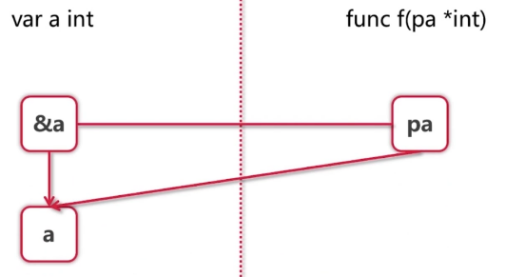 var a int
func f(pa *int)
&a
pa
a